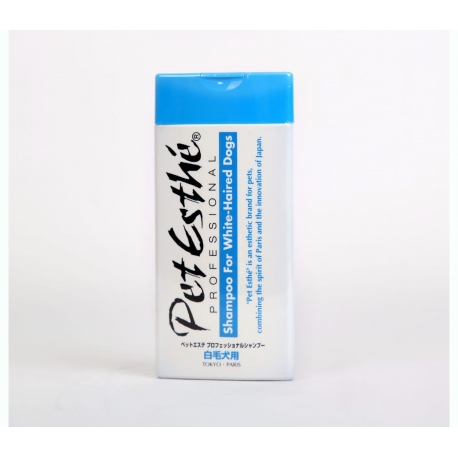 Pet Esthé®
PROFESSIONAL
Shampoo For White-Haired Dogs
"Pet Esthé" is an esthetic brand for pets,
combining the spirit of Paris and the innovation of Japan.
ペットエステ プロフェッショナルシャンプー
白毛犬用
TOKYO - PARIS